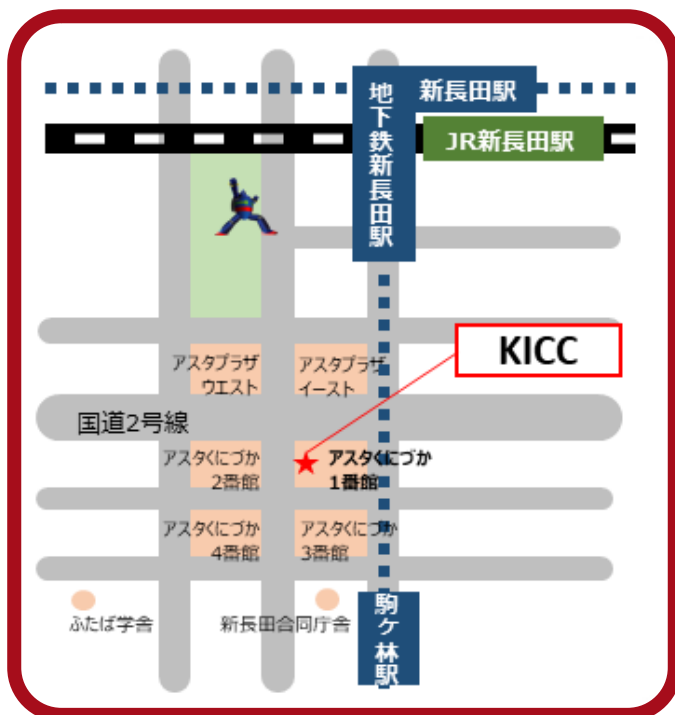 新長田駅
地下鉄新長田駅
JR新長田駅
KICC
アスタプラザ
ウエスト
アスタプラザ
イースト
国道2号線
アスタくにづか
2番館
アスタくにづか
1番館
アスタくにづか
4番館
アスタくにづか
3番館
ふたば学舎
新長田合同庁舎
駒ヶ林駅